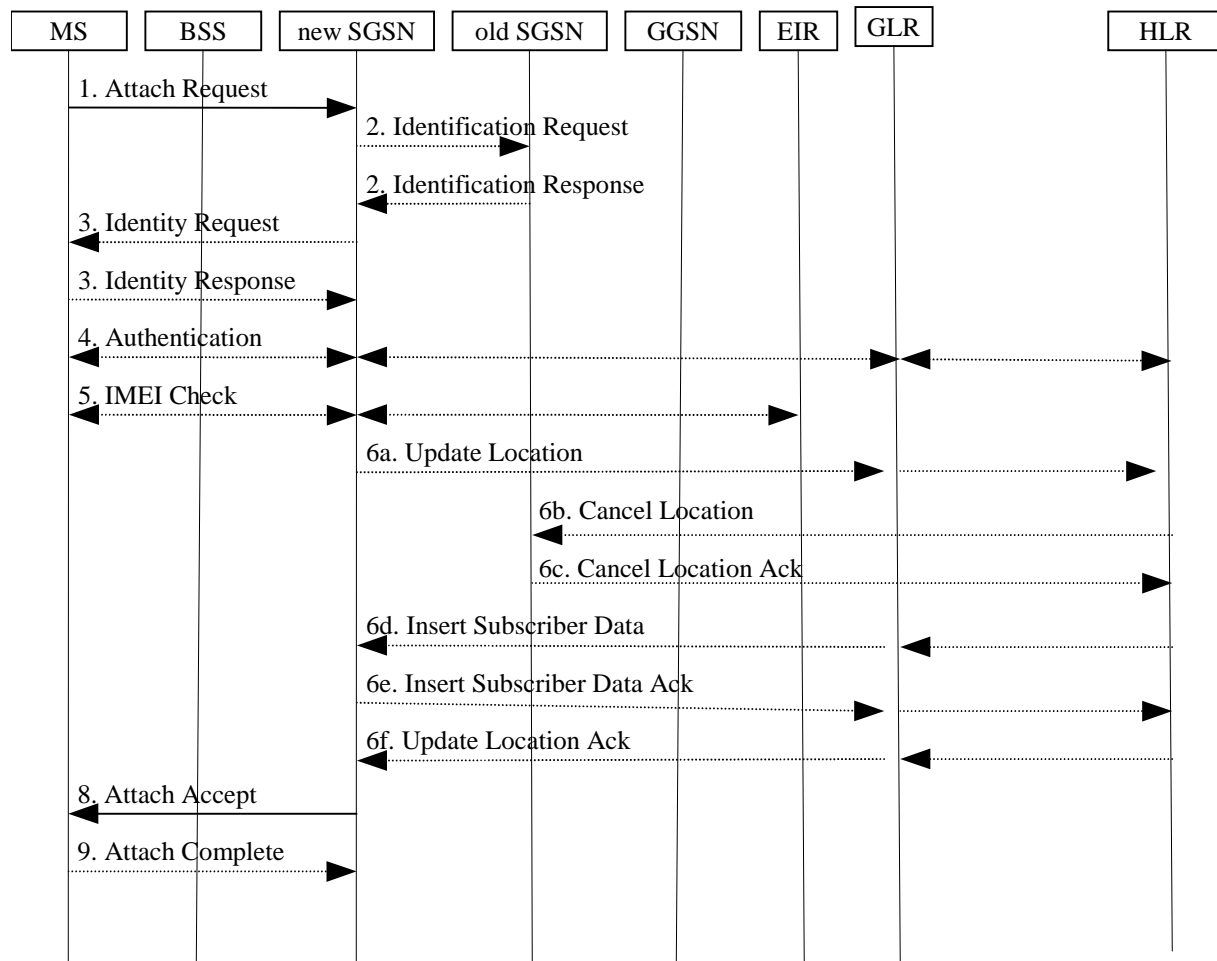 MS
BSS
new SGSN
old SGSN
GGSN
EIR
GLR
HLR
1. Attach Request
2. Identification Request
2. Identification Response
3. Identity Request
3. Identity Response
4. Authentication
5. IMEI Check
6a. Update Location
6b. Cancel Location
6c. Cancel Location Ack
6d. Insert Subscriber Data
6e. Insert Subscriber Data Ack
6f. Update Location Ack
8. Attach Accept
9. Attach Complete